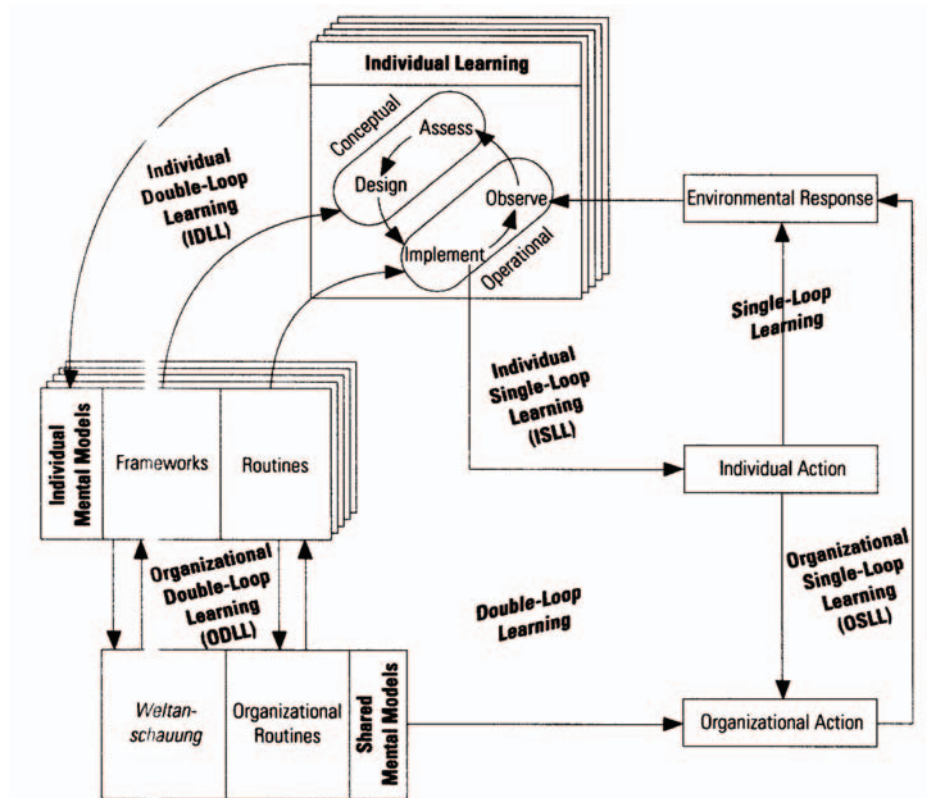 Individual Learning
Conceptual
Assess
Design
Observe
Implement
Operational
Individual
Double-Loop
Learning
(IDLL)
Environmental Response
Single-Loop
Learning
Individual
Single-Loop
Learning
(ISLL)
Individual
Mental Models
Frameworks
Routines
Individual Action
Organizational
Double-Loop
Learning
(ODLL)
Double-Loop
Learning
Organizational
Single-Loop
Learning
(OSLL)
Weltan-
schauung
Organizational
Routines
Shared
Mental Models
Organizational Action